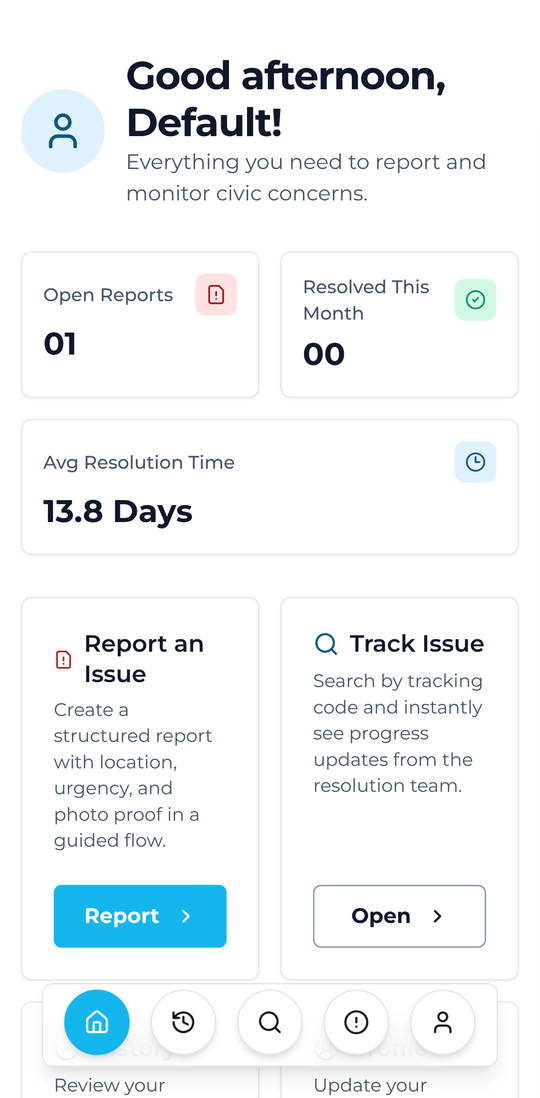 Good afternoon,
Default!
Everything you need to report and
monitor civic concerns.
Open Reports
01
Resolved This
Month
00
Avg Resolution Time
13.8 Days
Report an
Issue
Create a
structured report
with location,
urgency, and
photo proof in a
guided flow.
Report
Track Issue
Search by tracking
code and instantly
see progress
updates from the
resolution team.
Open
History
Profile
Review your
Update your